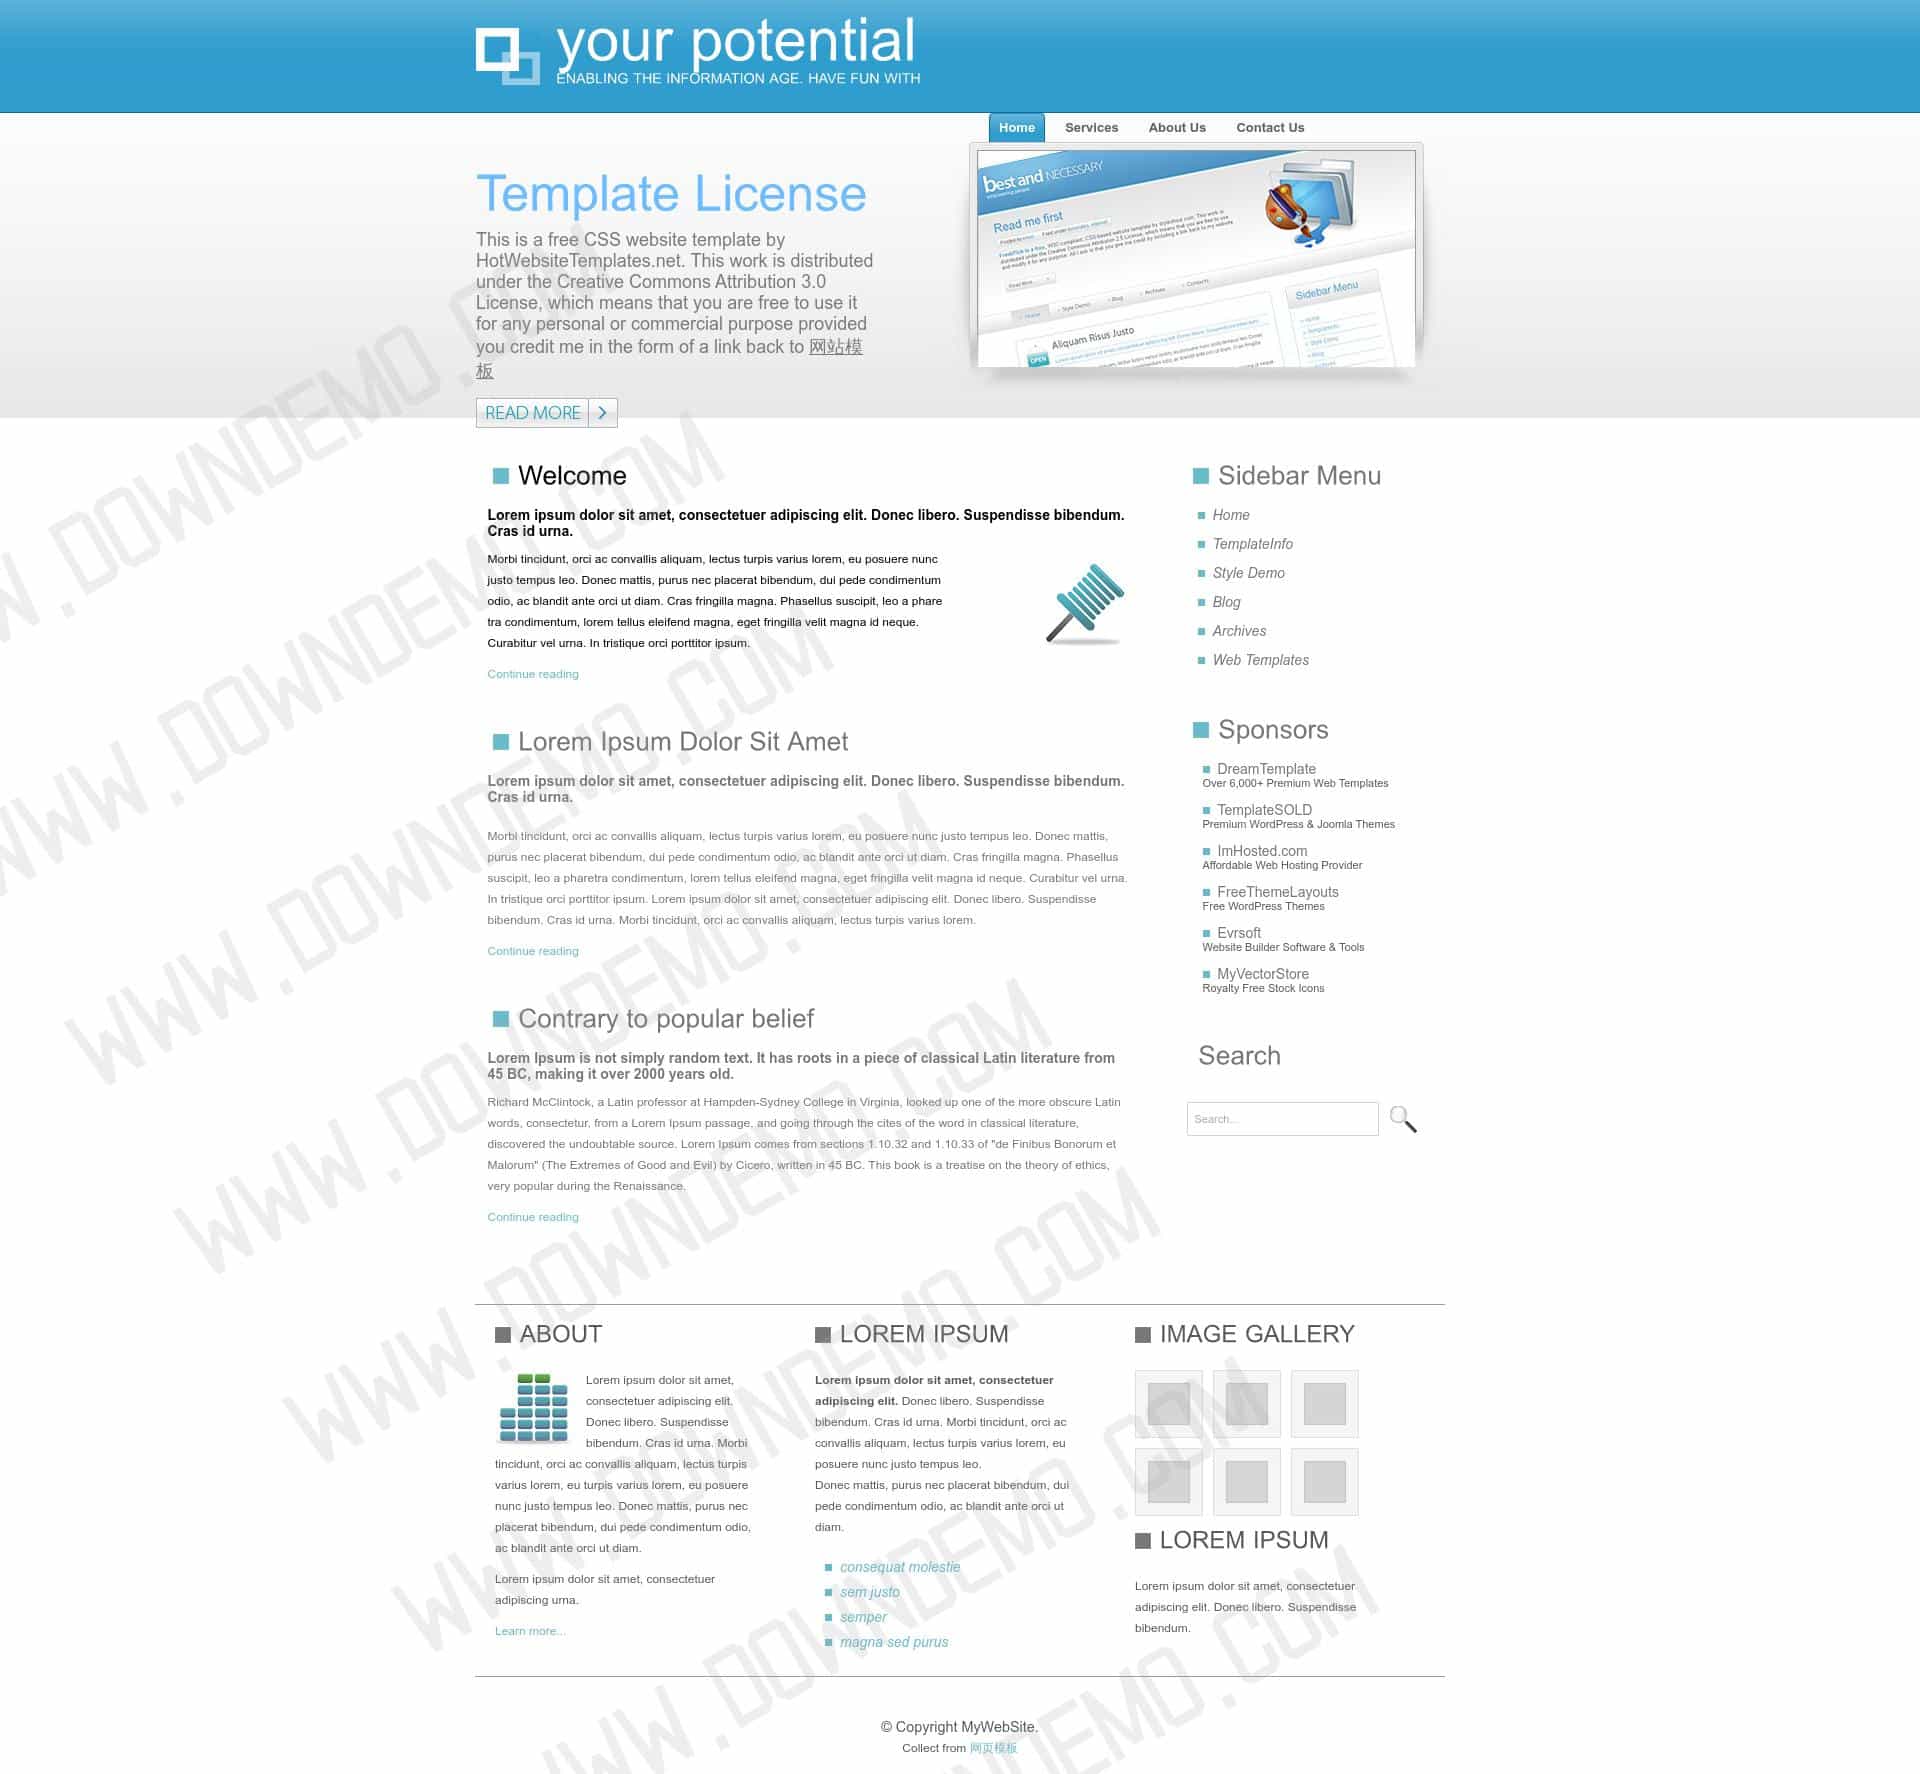 your potential
ENABLING THE INFORMATION AGE. HAVE FUN WITH
Home
Services
About Us
Contact Us
Template License
This is a free CSS website template by
HotWebsiteTemplates.net. This work is distributed
under the Creative Commons Attribution 3.0
License, which means that you are free to use it
for any personal or commercial purpose provided
you credit me in the form of a link back to 网站模
板
READ MORE
best and NECESSARY
Read me first
Aliquam Risus Justo
OPEN
Sidebar Menu
Welcome
Lorem ipsum dolor sit amet, consectetuer adipiscing elit. Donec libero. Suspendisse bibendum.
Cras id urna.
Morbi tincidunt, orci ac convallis aliquam, lectus turpis varius lorem, eu posuere nunc
justo tempus leo. Donec mattis, purus nec placerat bibendum, dui pede condimentum
odio, ac blandit ante orci ut diam. Cras fringilla magna. Phasellus suscipit, leo a phare
tra condimentum, lorem tellus eleifend magna, eget fringilla velit magna id neque.
Curabitur vel urna. In tristique orci porttitor ipsum.
Continue reading
Lorem Ipsum Dolor Sit Amet
Lorem ipsum dolor sit amet, consectetuer adipiscing elit. Donec libero. Suspendisse bibendum.
Cras id urna.
Morbi tincidunt, orci ac convallis aliquam, lectus turpis varius lorem, eu posuere nunc justo tempus leo. Donec mattis,
purus nec placerat bibendum, dui pede condimentum odio, ac blandit ante orci ut diam. Cras fringilla magna. Phasellus
suscipit, leo a pharetra condimentum, lorem tellus eleifend magna, eget fringilla velit magna id neque. Curabitur vel urna.
In tristique orci porttitor ipsum. Lorem ipsum dolor sit amet, consectetuer adipiscing elit. Donec libero. Suspendisse
bibendum. Cras id urna. Morbi tincidunt, orci ac convallis aliquam, lectus turpis varius lorem.
Continue reading
Contrary to popular belief
Lorem Ipsum is not simply random text. It has roots in a piece of classical Latin literature from
45 BC, making it over 2000 years old.
Richard McClintock, a Latin professor at Hampden-Sydney College in Virginia, looked up one of the more obscure Latin
words, consectetur, from a Lorem Ipsum passage, and going through the cites of the word in classical literature,
discovered the undoubtable source. Lorem Ipsum comes from sections 1.10.32 and 1.10.33 of "de Finibus Bonorum et
Malorum" (The Extremes of Good and Evil) by Cicero, written in 45 BC. This book is a treatise on the theory of ethics,
very popular during the Renaissance.
Continue reading
Sidebar Menu
Home
TemplateInfo
Style Demo
Blog
Archives
Web Templates
Sponsors
DreamTemplate
Over 6,000+ Premium Web Templates
TemplateSOLD
Premium WordPress & Joomla Themes
ImHosted.com
Affordable Web Hosting Provider
FreeThemeLayouts
Free WordPress Themes
Evrsoft
Website Builder Software & Tools
MyVectorStore
Royalty Free Stock Icons
Search
Search...
ABOUT
Lorem ipsum dolor sit amet,
consectetuer adipiscing elit.
Donec libero. Suspendisse
bibendum. Cras id urna. Morbi
tincidunt, orci ac convallis aliquam, lectus turpis
varius lorem, eu turpis varius lorem, eu posuere
nunc justo tempus leo. Donec mattis, purus nec
placerat bibendum, dui pede condimentum odio,
ac blandit ante orci ut diam.
Lorem ipsum dolor sit amet, consectetuer
adipiscing urna.
Learn more...
LOREM IPSUM
Lorem ipsum dolor sit amet, consectetuer
adipiscing elit. Donec libero. Suspendisse
bibendum. Cras id urna. Morbi tincidunt, orci ac
convallis aliquam, lectus turpis varius lorem, eu
posuere nunc justo tempus leo.
Donec mattis, purus nec placerat bibendum, dui
pede condimentum odio, ac blandit ante orci ut
diam.
consequat molestie
sem justo
semper
magna sed purus
IMAGE GALLERY
LOREM IPSUM
Lorem ipsum dolor sit amet, consectetuer
adipiscing elit. Donec libero. Suspendisse
bibendum.
© Copyright MyWebSite.
Collect from 网页模板
WWW.DOWNDEMO.COM
WWW.DOWNDEMO.COM
WWW.DOWNDEMO.COM
WWW.DOWNDEMO.COM
WWW.DOWNDEMO.COM
WWW.DOWNDEMO.COM
WWW.DOWNDEMO.COM